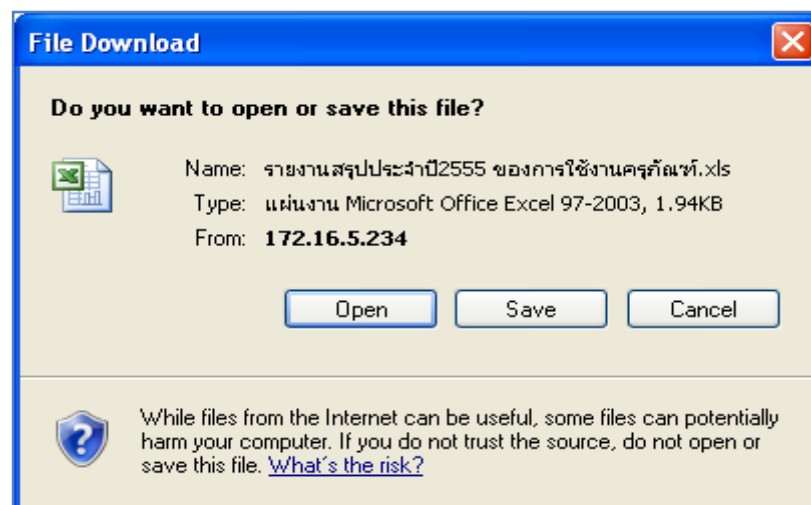 File Download
Do you want to open or save this file?
Name: รายงานสรุปประจำปี2555 ของการใช้งานครุภัณฑ์.xls
Type: แผ่นงาน Microsoft Office Excel 97-2003, 1.94KB
From: 172.16.5.234
Open Save Cancel
While files from the Internet can be useful, some files can potentially
harm your computer. If you do not trust the source, do not open or
save this file. What's the risk?